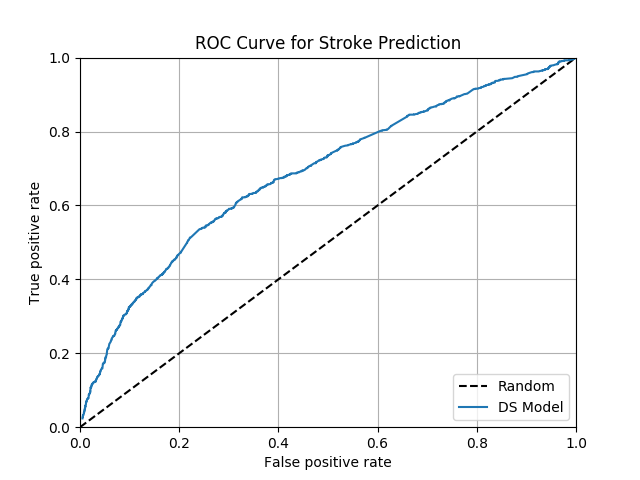 ROC Curve for Stroke Prediction
1.0
0.8
0.6
0.4
0.2
0.0
True positive rate
0.0 0.2 0.4 0.6 0.8 1.0
False positive rate
Random
DS Model